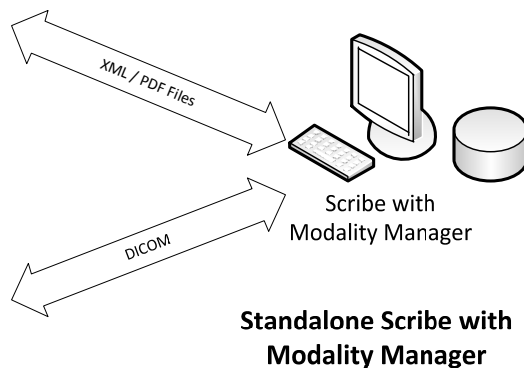 XML / PDF Files
Scribe with
Modality Manager
DICOM
Standalone Scribe with
Modality Manager